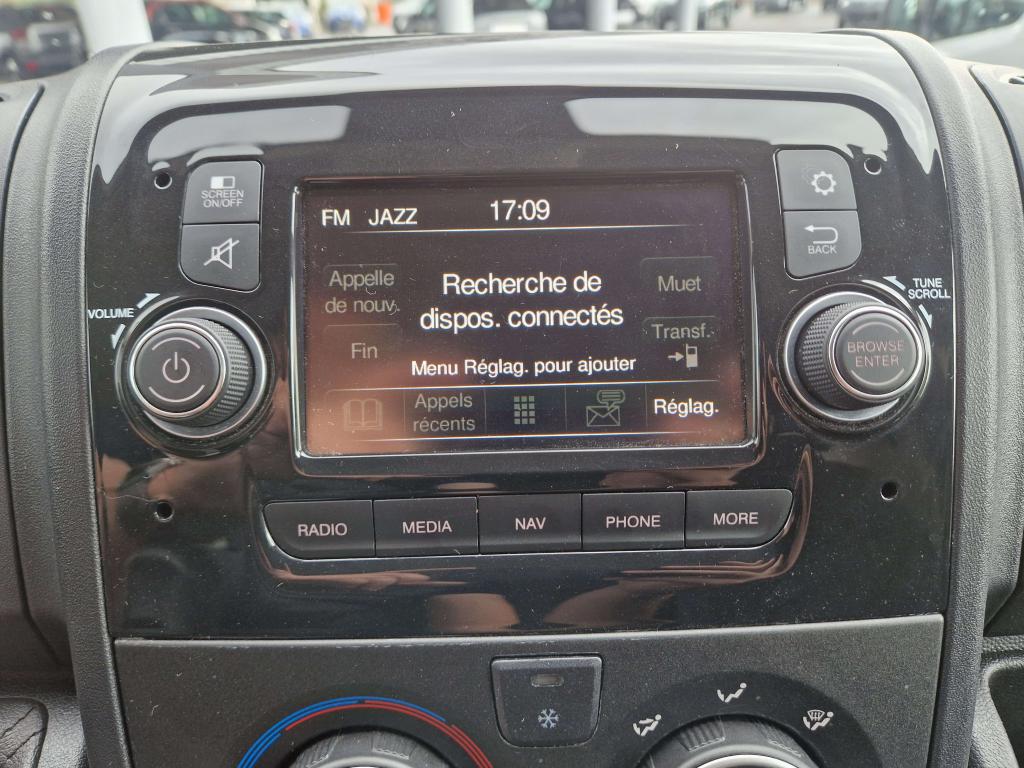 SCREEN
ON/OFF
BACK
VOLUME
TUNE
SCROLL
FM JAZZ 17:09
Appelle
de nouv.
Recherche de
dispos. connectés
Muet
Fin
Transf.
Menu Réglag. pour ajouter
Appels
récents
Réglag.
BROWSE
ENTER
RADIO
MEDIA
NAV
PHONE
MORE